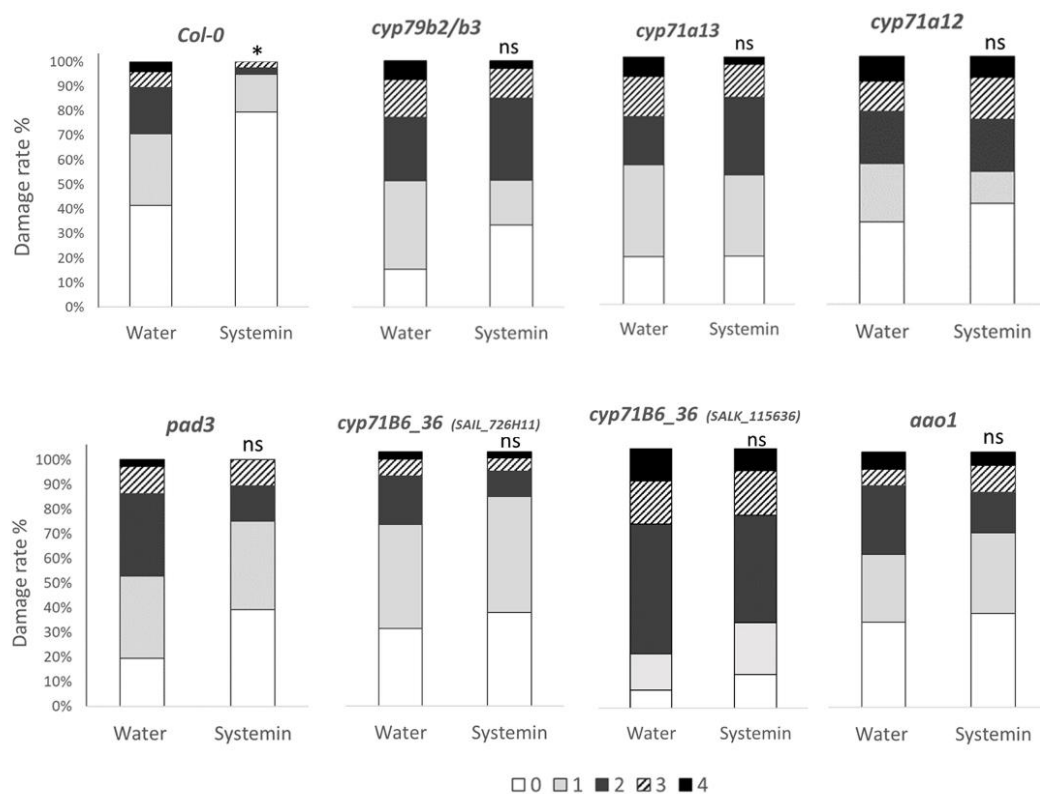 Col-0
cyp79b2/b3
cyp71a13
cyp71a12
* ns ns ns
Damage rate %
100%
90%
80%
70%
60%
50%
40%
30%
20%
10%
0%
Water Systemin Water Systemin Water Systemin Water Systemin
pad3
cyp71B6_36 (SAIL_726H11)
cyp71B6_36 (SALK_115636)
aao1
ns ns ns ns
Damage rate %
100%
90%
80%
70%
60%
50%
40%
30%
20%
10%
0%
Water Systemin Water Systemin Water Systemin Water Systemin
0 1 2 3 4